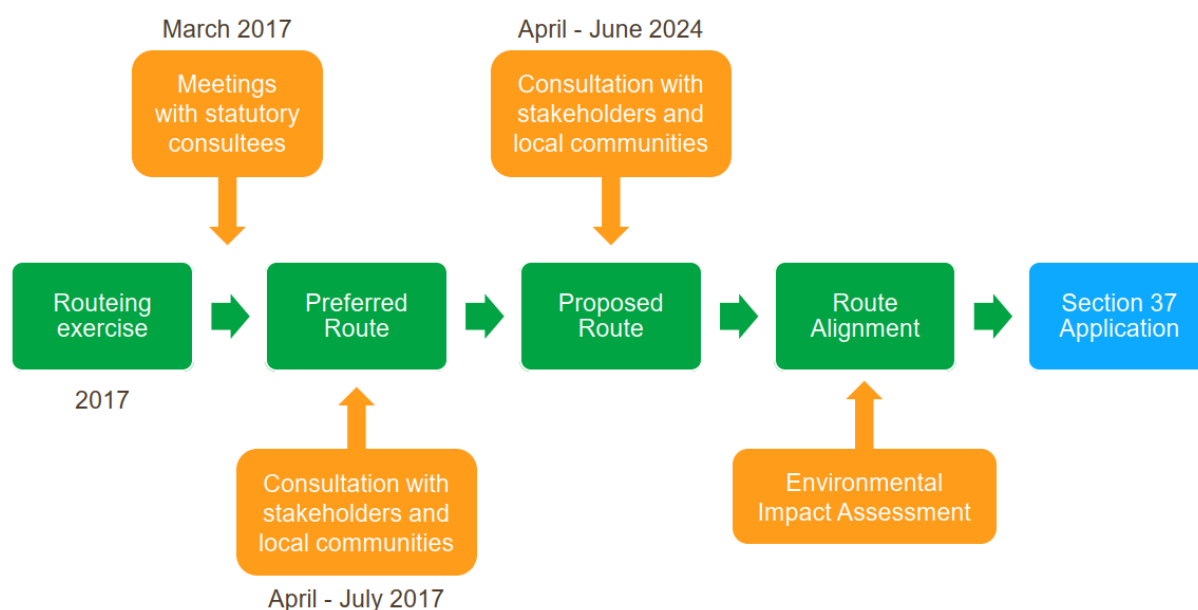 March 2017
Meetings
with statutory
consultees
April - June 2024
Consultation with
stakeholders and
local communities
Routeing
exercise
2017
Preferred
Route
Proposed
Route
Route
Alignment
Section 37
Application
Consultation with
stakeholders and
local communities
April - July 2017
Environmental
Impact Assessment